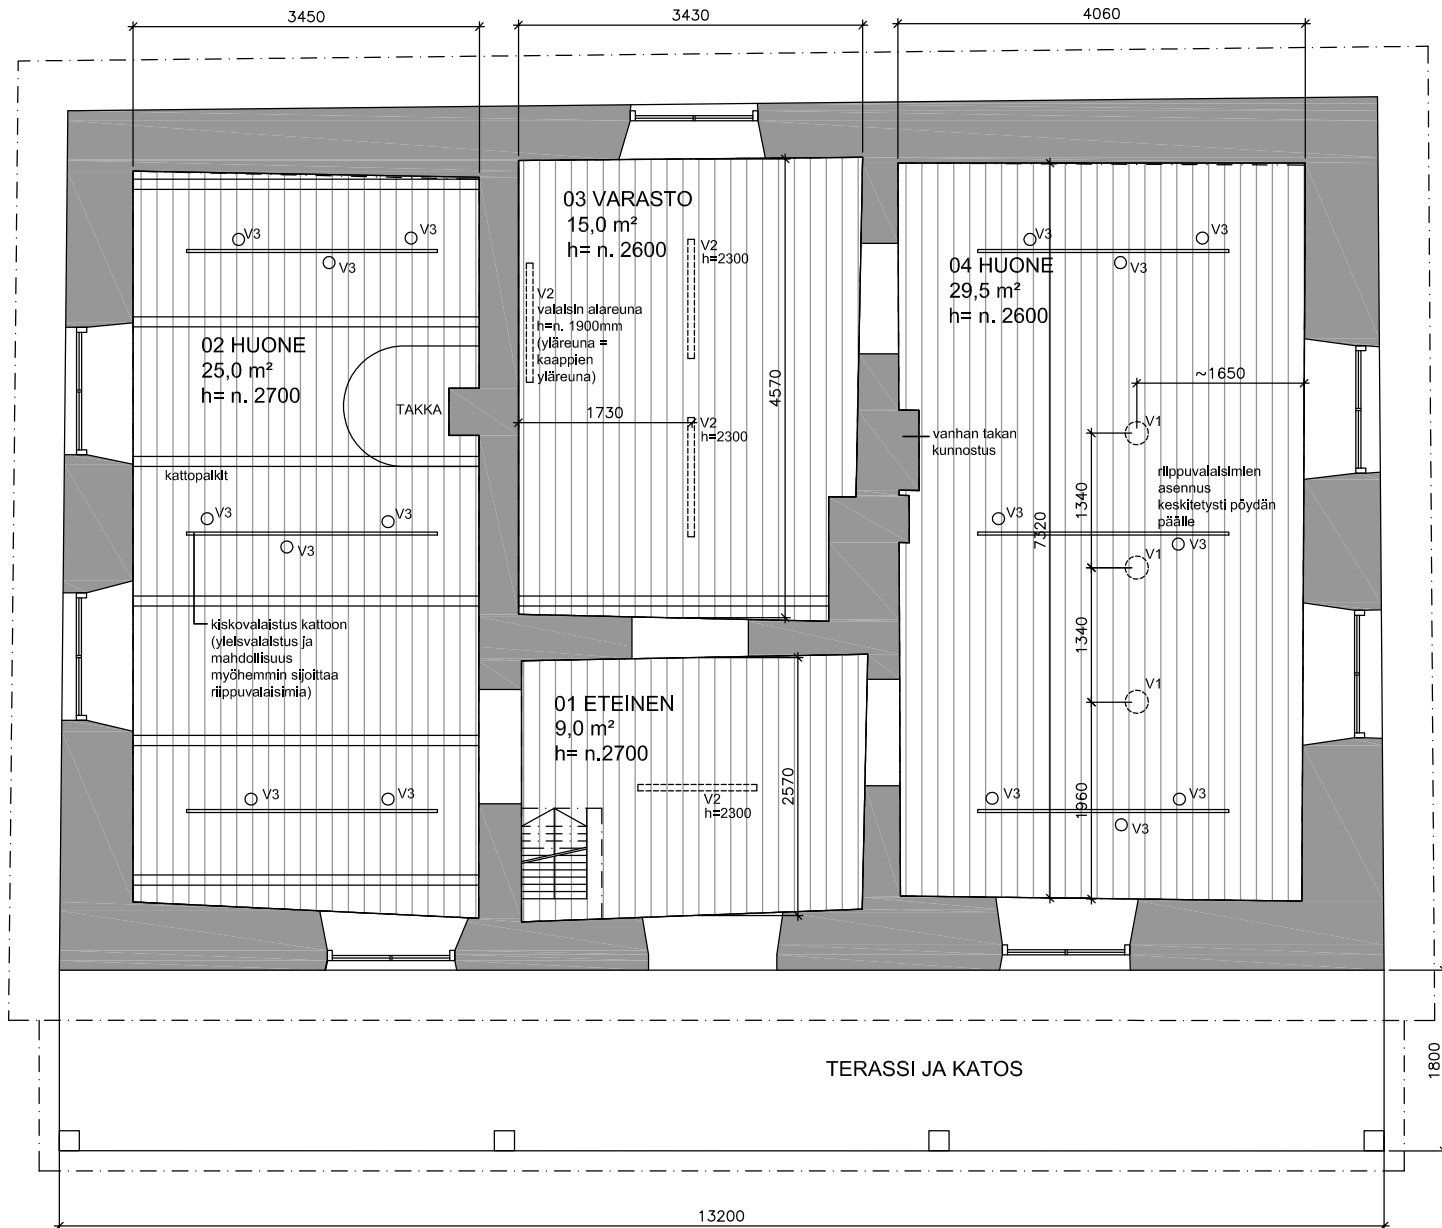 3450
3430
4060
03 VARASTO
15,0 m²
h= n. 2600
V3
V3
V3
V2
h=2300
V2
valaisin alareuna
h=n. 1900mm
(yläreuna =
kaappien
yläreuna)
V3
V3
V3
04 HUONE
29,5 m²
h= n. 2600
02 HUONE
25,0 m²
h= n. 2700
TAKKA
4570
1730
V2
h=2300
~1650
V1
vanhan takan
kunnostus
kattopalkit
riippuvalaisimien
asennus
keskitetysti pöydän
päälle
1340
7320
V3
V3
V3
V3
V3
V1
kiskovalaistus kattoon
(yleisvalaistus ja
mahdollisuus
myöhemmin sijoittaa
riippuvalaisimia)
1340
V1
01 ETEINEN
9,0 m²
h= n.2700
2570
V2
h=2300
1960
V3
V3
V3
V3
V3
TERASSI JA KATOS
1800
13200